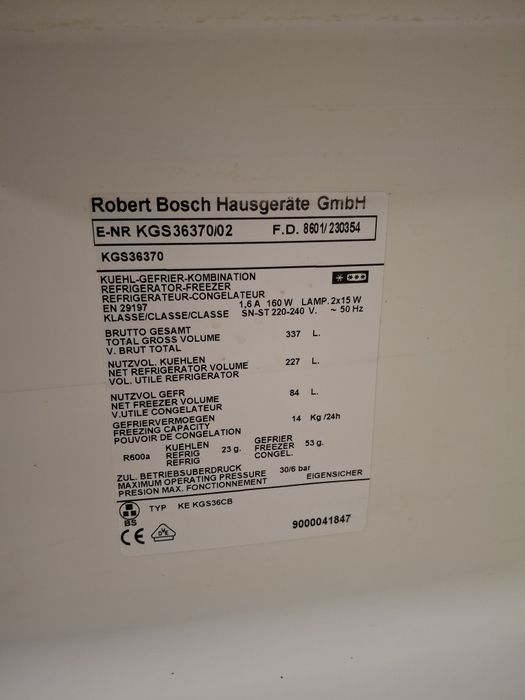 Robert Bosch Hausgeräte GmbH
E-NR KGS36370/02 F.D. 8601/230354
KGS36370
KUEHL-GEFRIER-KOMBINATION
REFRIGERATOR-FREEZER
REFRIGERATEUR-CONGELATEUR
EN 29197 1,6 A 160 W LAMP. 2x15 W
KLASSE/CLASSE/CLASSE SN-ST 220-240 V. ~ 50 Hz
BRUTTO GESAMT
TOTAL GROSS VOLUME 337 L.
V. BRUT TOTAL
NUTZVOL. KUEHLEN
NET REFRIGERATOR VOLUME 227 L.
VOL. UTILE REFRIGERATOR
NUTZVOL GEFR
NET FREEZER VOLUME 84 L.
V.UTILE CONGELATEUR
GEFRIERVERMOEGEN
FREEZING CAPACITY 14 Kg/24h
POUVOIR DE CONGELATION
KUEHLEN GEFRIER
R600a REFRIG 23 g. FREEZER 53 g.
REFRIG CONGEL.
ZUL. BETRIEBSUBERDRUCK 30/6 bar
MAXIMUM OPERATING PRESSURE EIGENSICHER
PRESION MAX. FONCTIONNEMENT
TYP KE KGS36CB
BS
CE DVE 9000041847